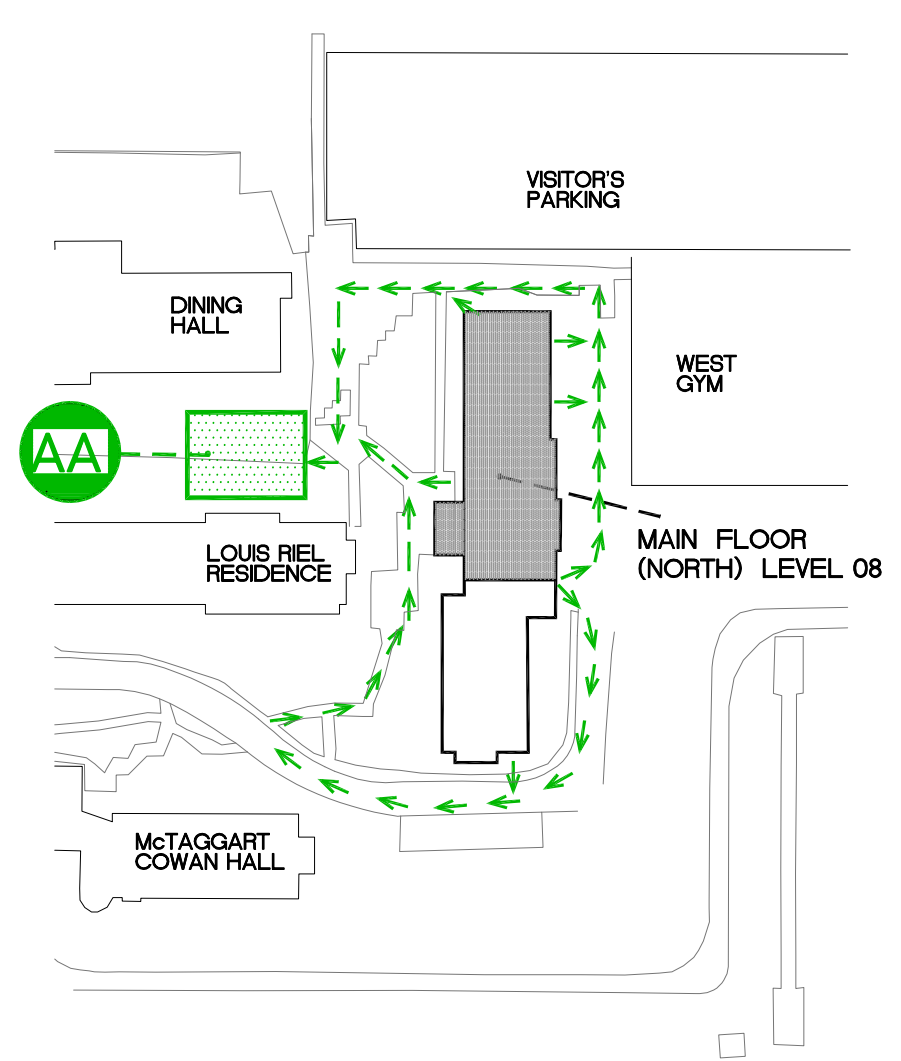 VISITOR'S
PARKING
DINING
HALL
WEST
GYM
AA
MAIN FLOOR
(NORTH) LEVEL 08
LOUIS RIEL
RESIDENCE
McTAGGART
COWAN HALL